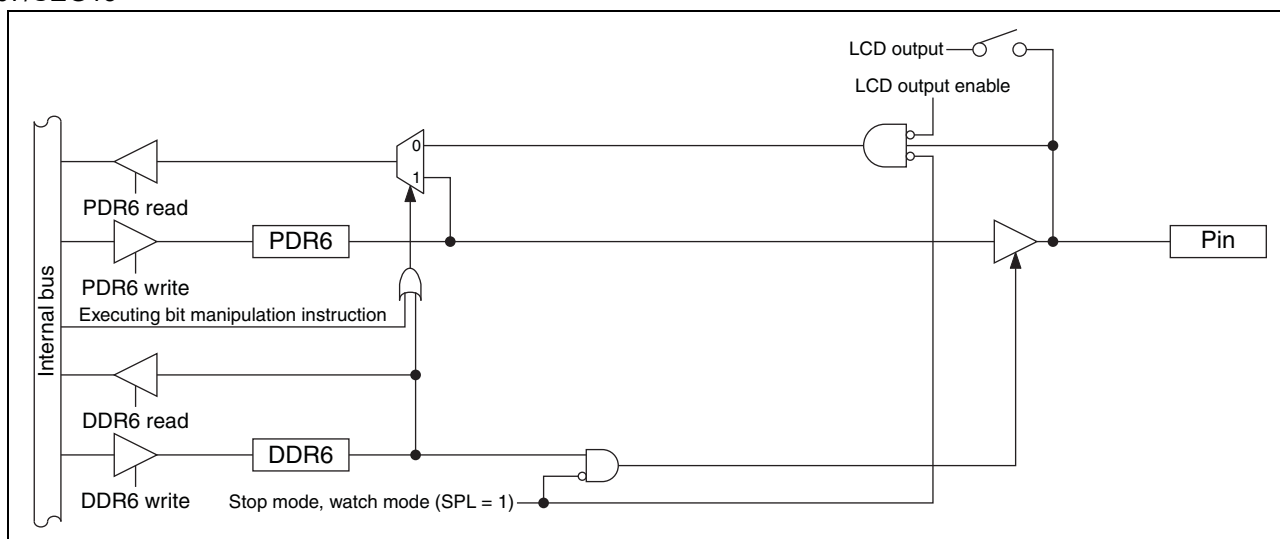 LCD output
LCD output enable
0
1
PDR6 read
PDR6
Pin
PDR6 write
Executing bit manipulation instruction
Internal bus
DDR6 read
DDR6
DDR6 write
Stop mode, watch mode (SPL = 1)